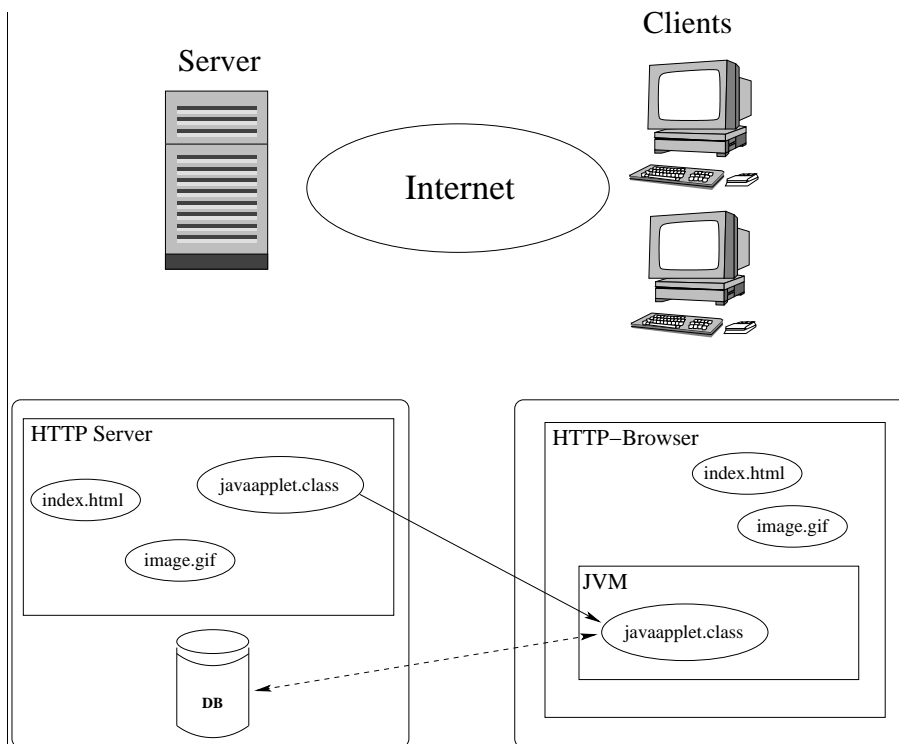 Clients
Server
Internet
HTTP Server
javaapplet.class
index.html
image.gif
DB
HTTP−Browser
index.html
image.gif
JVM
javaapplet.class